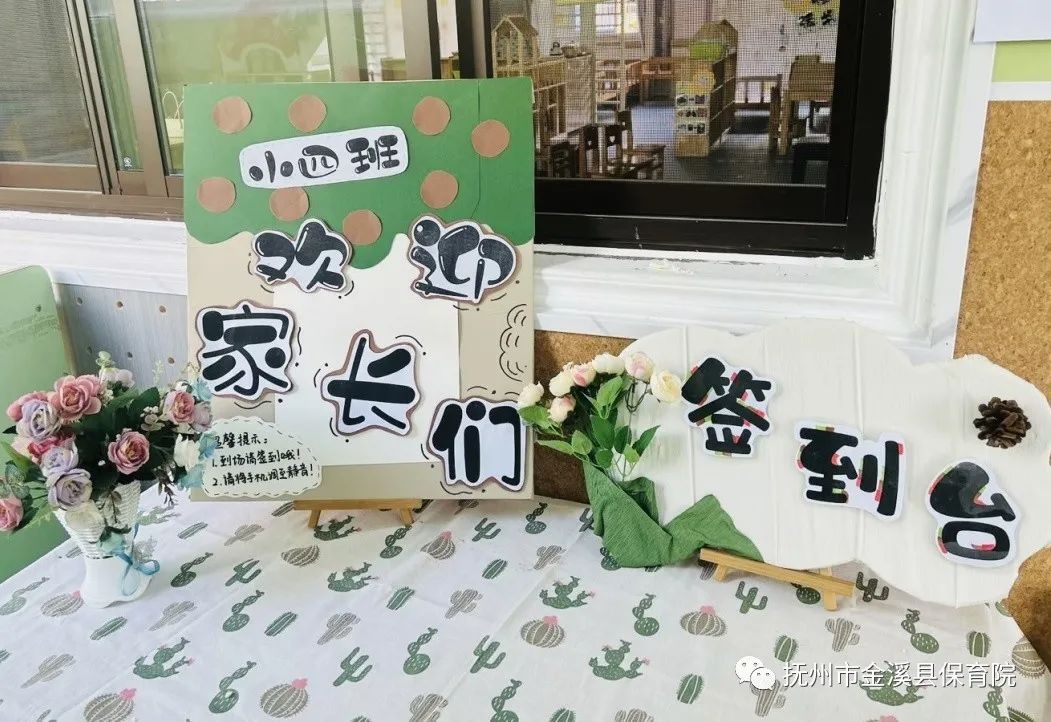 小四班
欢迎
家长们
温馨提示：
1.到场请签到哦！
2.请将手机调至静音！
签到台
抚州市金溪县保育院